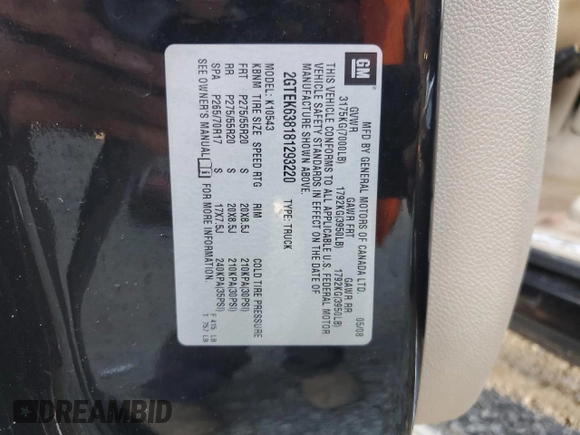 GM
MFD BY GENERAL MOTORS OF CANADA LTD.
05/08
GVWR GAWR FRT GAWR RR
3175KG(7000LB) 1792KG(3950LB) 1792KG(3950LB)
THIS VEHICLE CONFORMS TO ALL APPLICABLE U.S. FEDERAL MOTOR
VEHICLE SAFETY STANDARDS IN EFFECT ON THE DATE OF
MANUFACTURE SHOWN ABOVE.
2GTEK638181293220 TYPE: TRUCK
MODEL: K10543
KBNM TIRE SIZE SPEED RTG RIM COLD TIRE PRESSURE
FRT P275/55R20 S 20X8.5J 210KPA(30PSI)
RR P275/55R20 S 20X8.5J 210KPA(30PSI)
SPA P265/70R17 S 17X7.5J 240KPA(35PSI)
SEE OWNER'S MANUAL FOR MORE INFORMATION.
F 415 LB
T 757 LB
DREAMBID